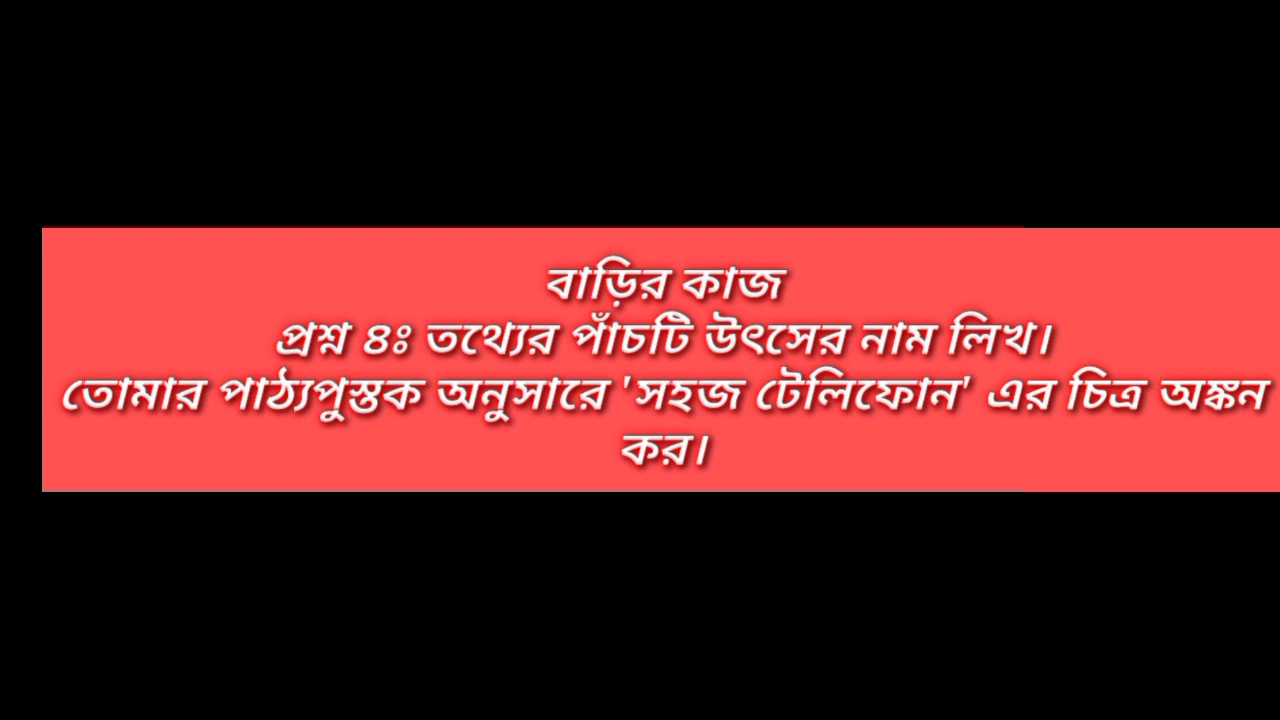 বাড়ির কাজ
প্রশ্ন ৪ঃ তথ্যের পাঁচটি উৎসের নাম লিখ।
তোমার পাঠ্যপুস্তক অনুসারে 'সহজ টেলিফোন' এর চিত্র অঙ্কন
কর।